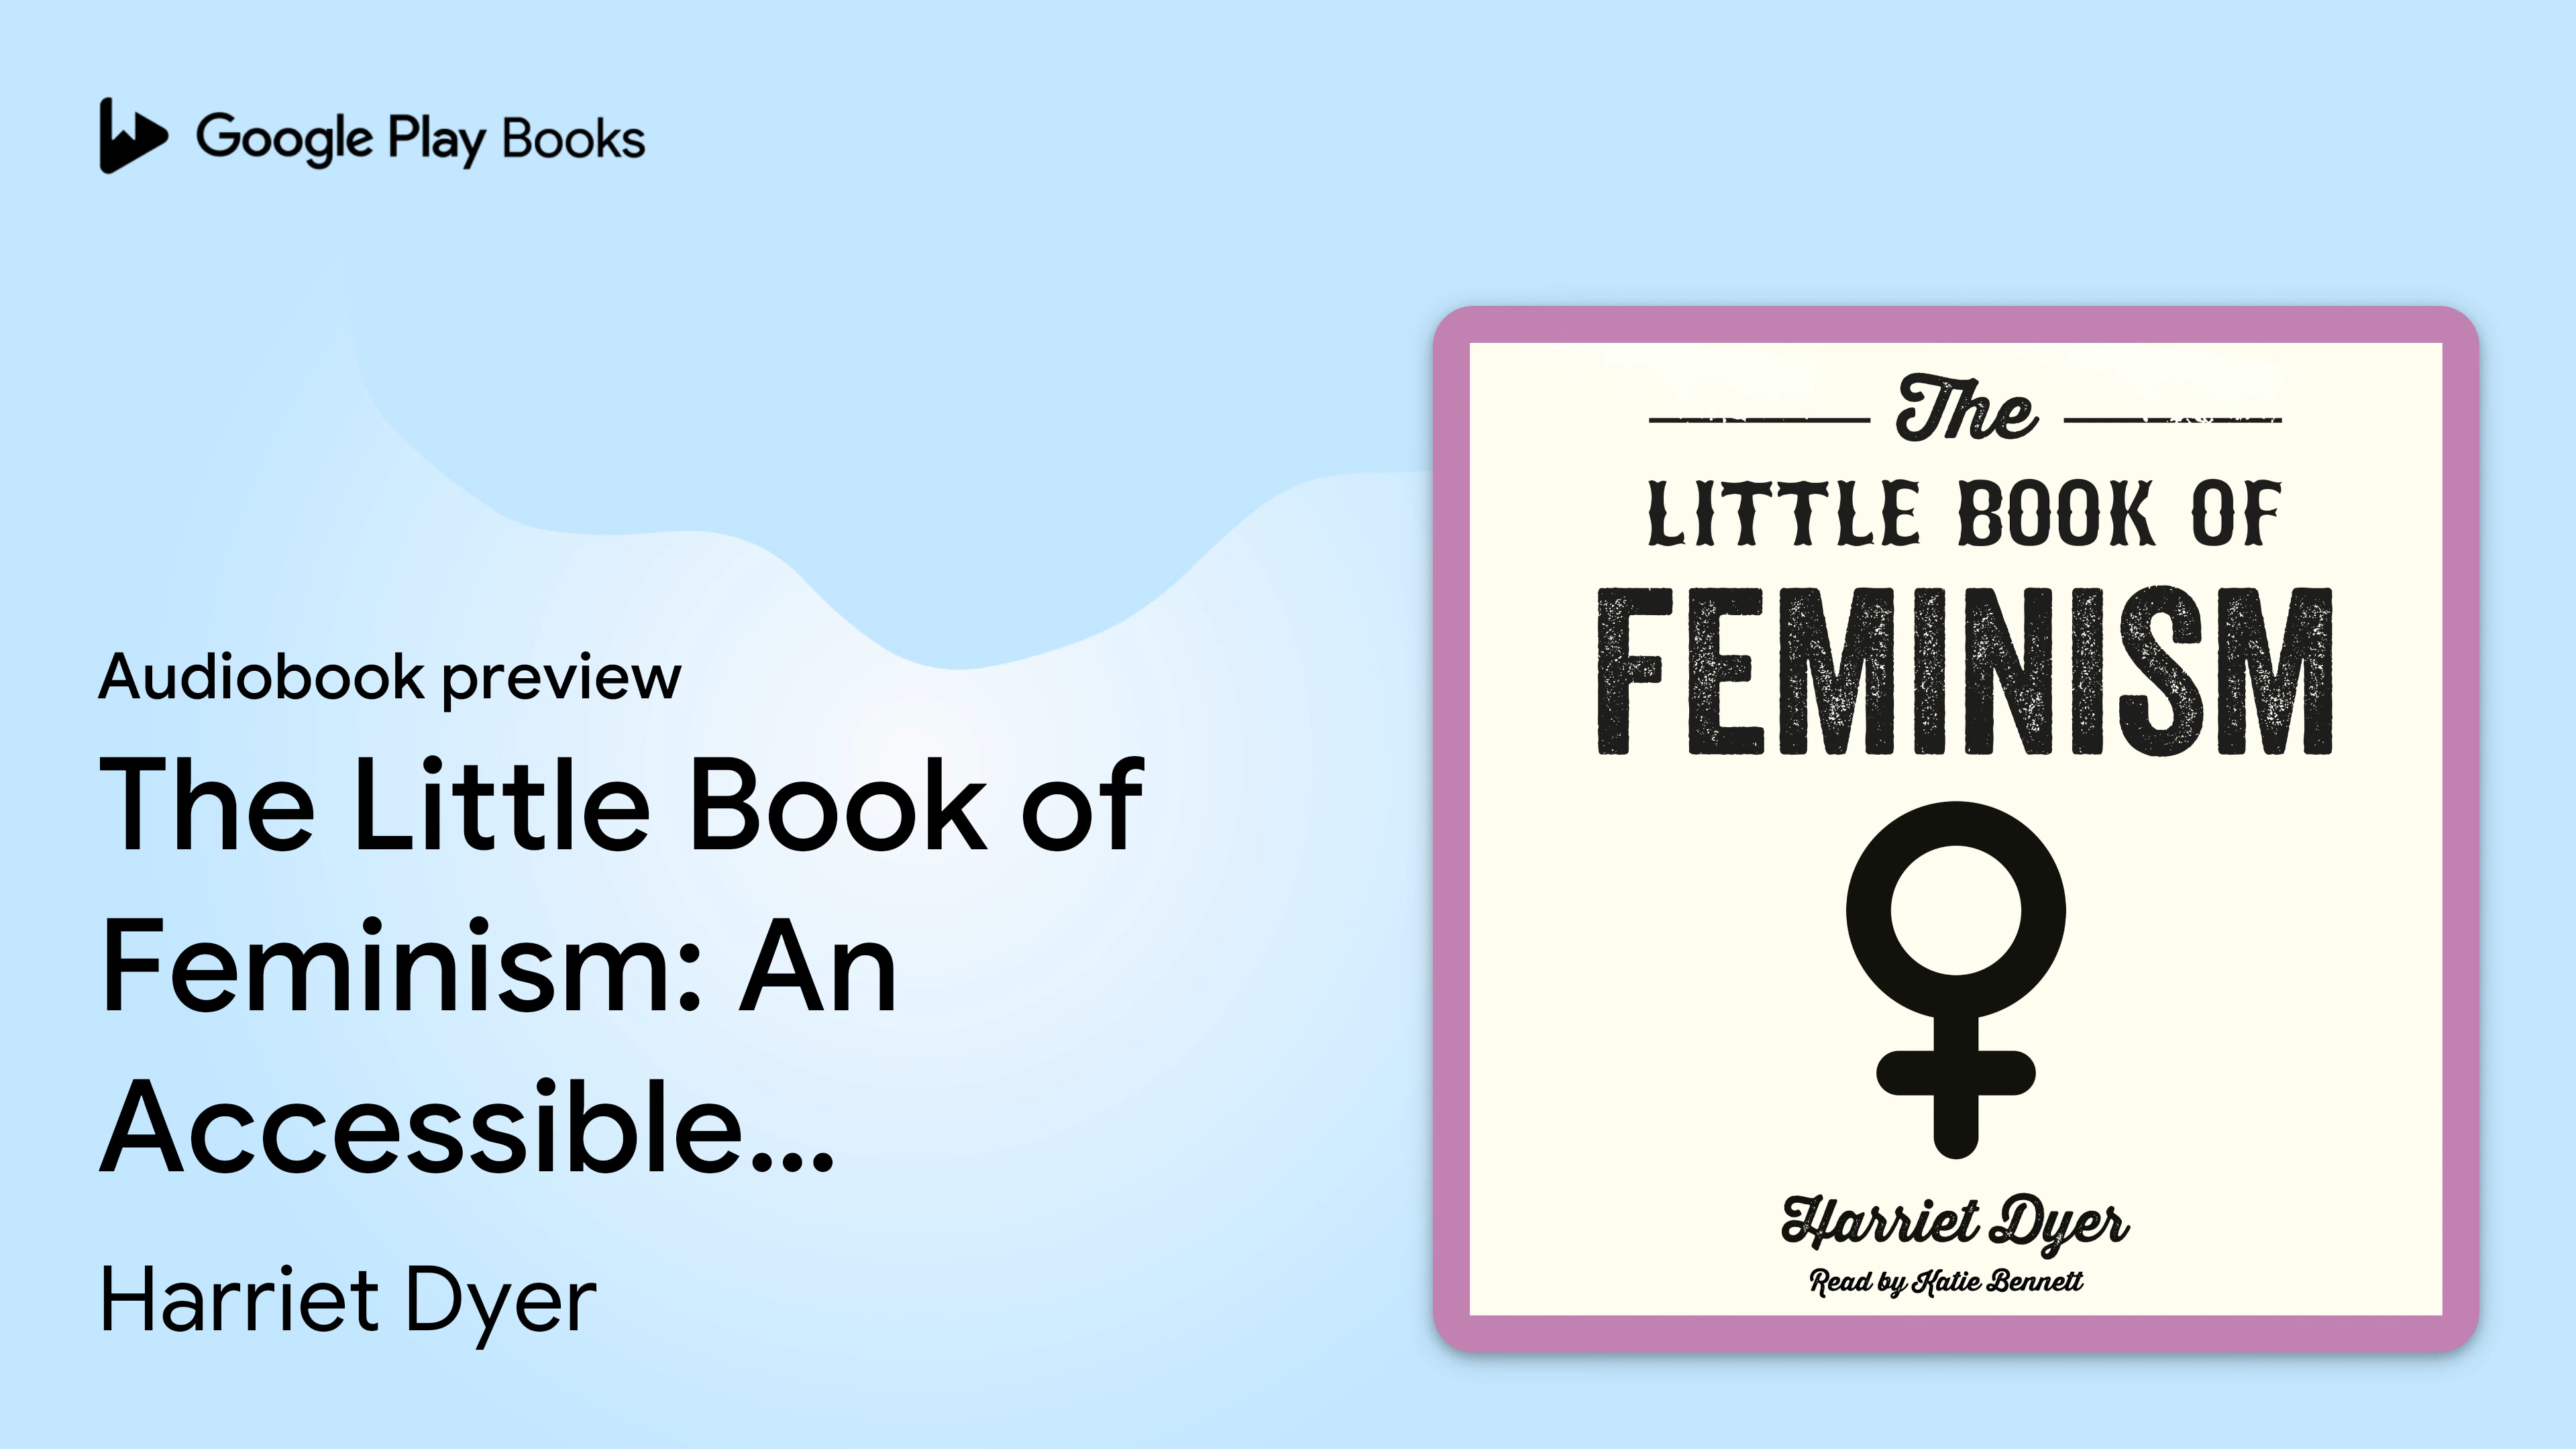 Google Play Books
Audiobook preview
The Little Book of
Feminism: An
Accessible...
Harriet Dyer
The
LITTLE BOOK OF
FEMINISM
Harriet Dyer
Read by Katie Bennett